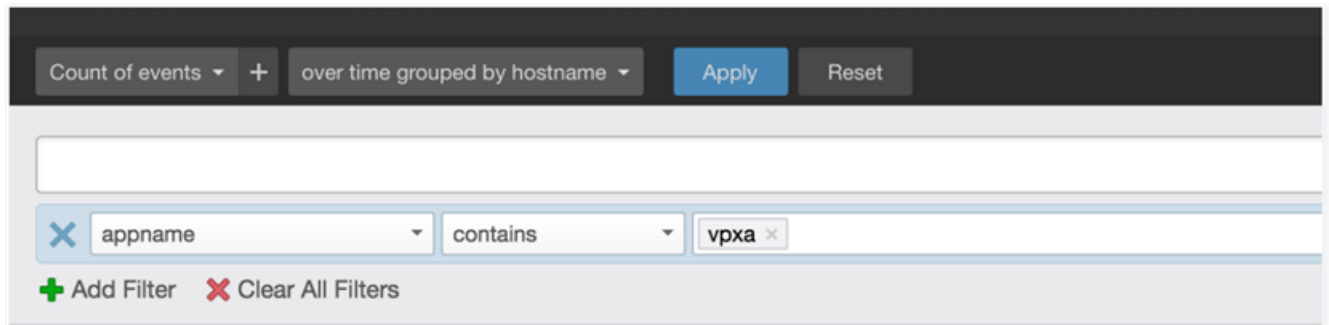 Count of events + over time grouped by hostname Apply Reset
appname contains vpxa ×
Add Filter Clear All Filters